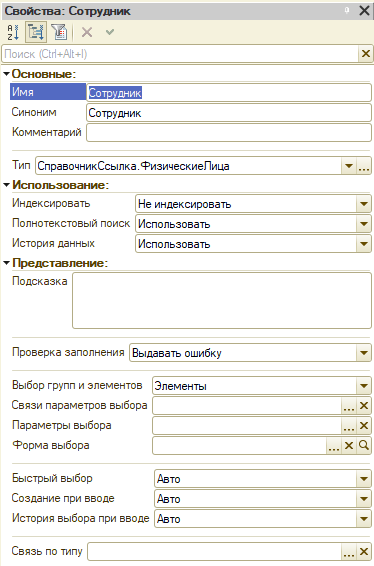 Свойства: Сотрудник
Поиск (Ctrl+Alt+I)
Основные:
Имя Сотрудник
Синоним Сотрудник
Комментарий
Тип СправочникСсылка.ФизическиеЛица
Использование:
Индексировать Не индексировать
Полнотекстовый поиск Использовать
История данных Использовать
Представление:
Подсказка
Проверка заполнения Выдавать ошибку
Выбор групп и элементов Элементы
Связи параметров выбора
Параметры выбора
Форма выбора
Быстрый выбор Авто
Создание при вводе Авто
История выбора при вводе Авто
Связь по типу